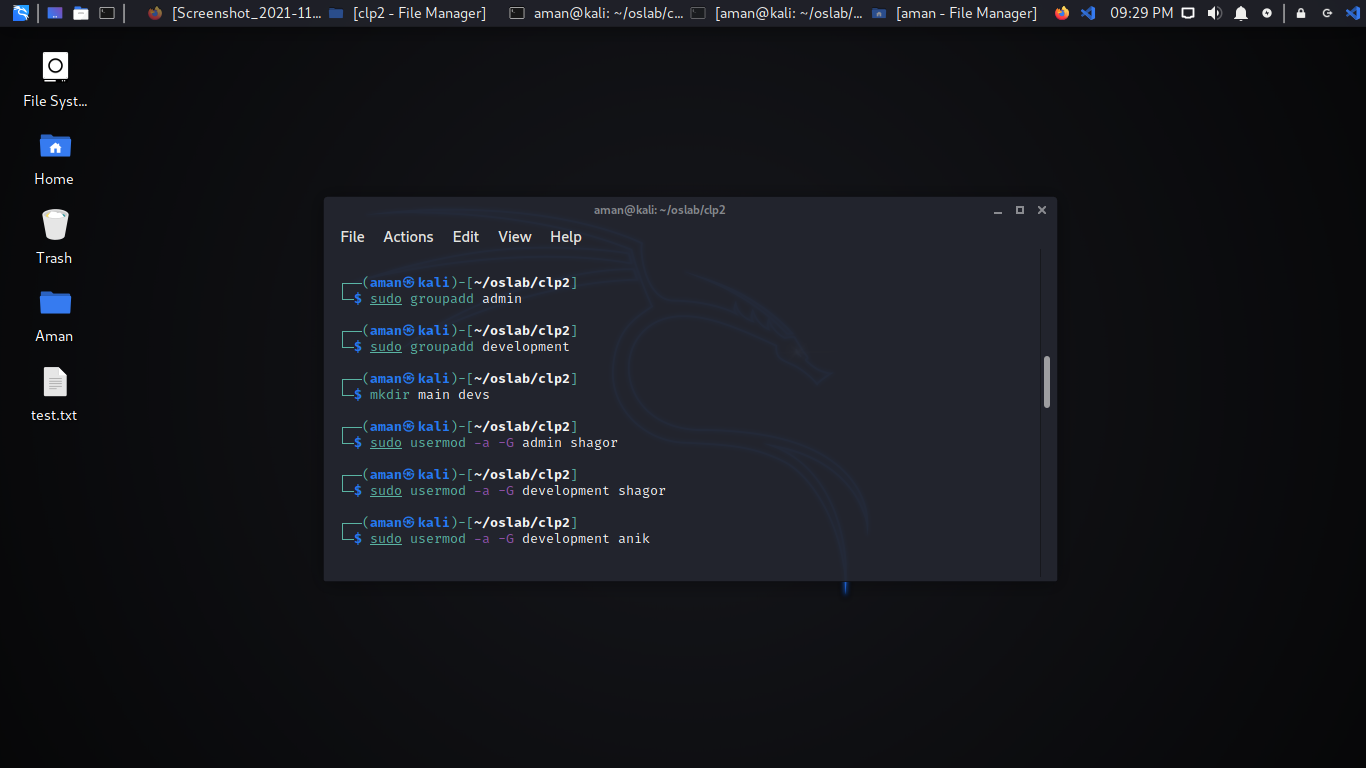 [Screenshot_2021-11... [clp2 - File Manager] aman@kali: ~/oslab/c... [aman@kali: ~/oslab/... [aman - File Manager] 09:29 PM
File Syst...
Home
Trash
Aman
test.txt
aman@kali: ~/oslab/clp2
File Actions Edit View Help
┌──(aman㉿kali)-[~/oslab/clp2]
└─$ sudo groupadd admin
┌──(aman㉿kali)-[~/oslab/clp2]
└─$ sudo groupadd development
┌──(aman㉿kali)-[~/oslab/clp2]
└─$ mkdir main devs
┌──(aman㉿kali)-[~/oslab/clp2]
└─$ sudo usermod -a -G admin shagor
┌──(aman㉿kali)-[~/oslab/clp2]
└─$ sudo usermod -a -G development shagor
┌──(aman㉿kali)-[~/oslab/clp2]
└─$ sudo usermod -a -G development anik